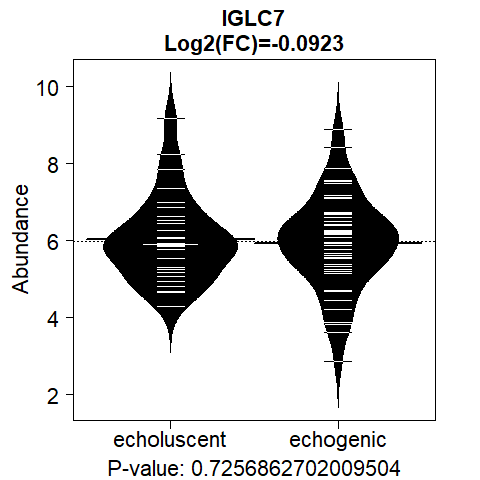 IGLC7
Log2(FC)=-0.0923
Abundance
10
8
6
4
2
echoluscent echogenic
P-value: 0.7256862702009504